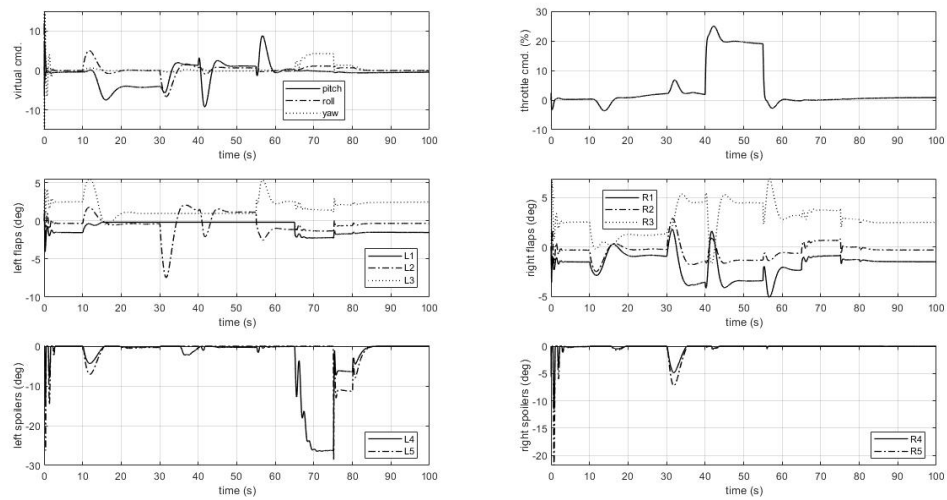 10
0
-10
virtual cmd.
pitch
roll
yaw
0 10 20 30 40 50 60 70 80 90 100
time (s)
30
20
10
0
-10
throttle cmd. (%)
0 10 20 30 40 50 60 70 80 90 100
time (s)
5
0
-5
-10
left flaps (deg)
L1
L2
L3
0 10 20 30 40 50 60 70 80 90 100
time (s)
5
0
-5
right flaps (deg)
R1
R2
R3
0 10 20 30 40 50 60 70 80 90 100
time (s)
0
-10
-20
-30
left spoilers (deg)
L4
L5
0 10 20 30 40 50 60 70 80 90 100
time (s)
0
-5
-10
-15
-20
right spoilers (deg)
R4
R5
0 10 20 30 40 50 60 70 80 90 100
time (s)